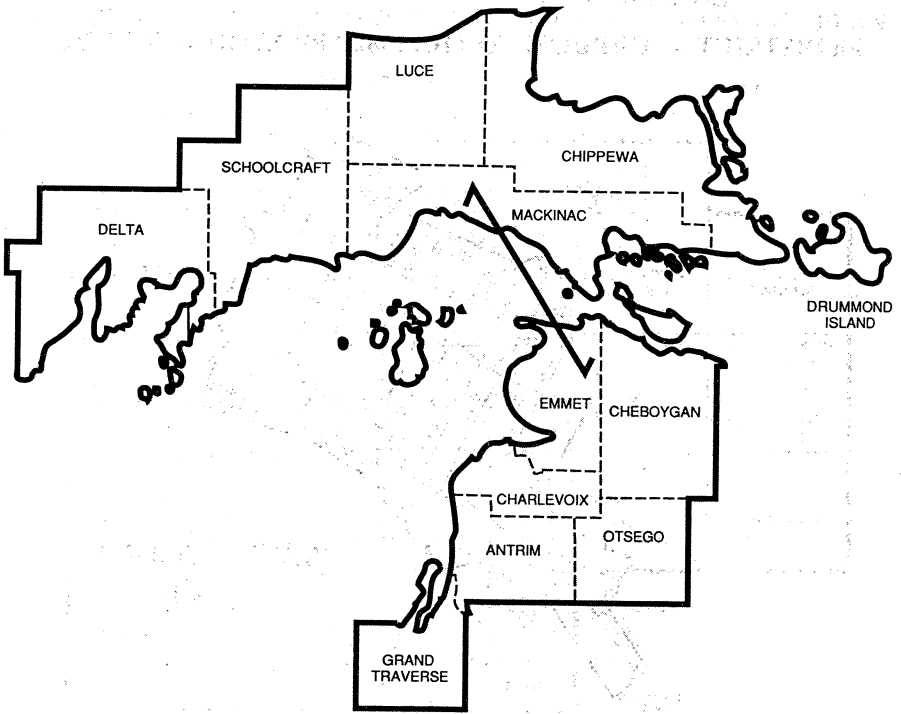 LUCE
SCHOOLCRAFT
CHIPPEWA
MACKINAC
DELTA
DRUMMOND
ISLAND
EMMET
CHEBOYGAN
CHARLEVOIX
OTSEGO
ANTRIM
GRAND
TRAVERSE